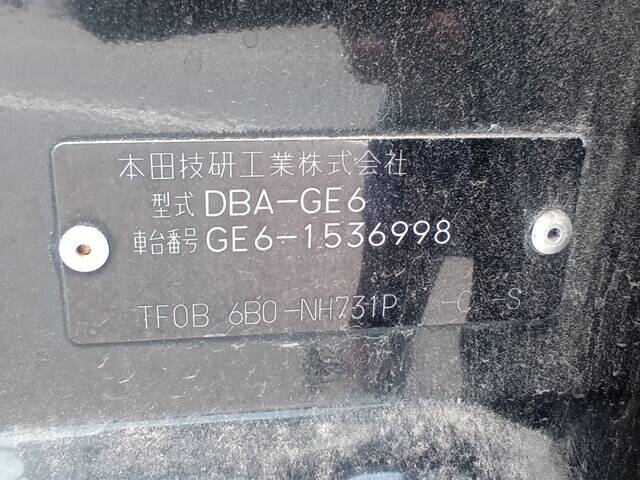 本田技研工業株式会社
型式 DBA-GE6
車台番号 GE6-1536998
TF0B 6B0-NH731P -C -S